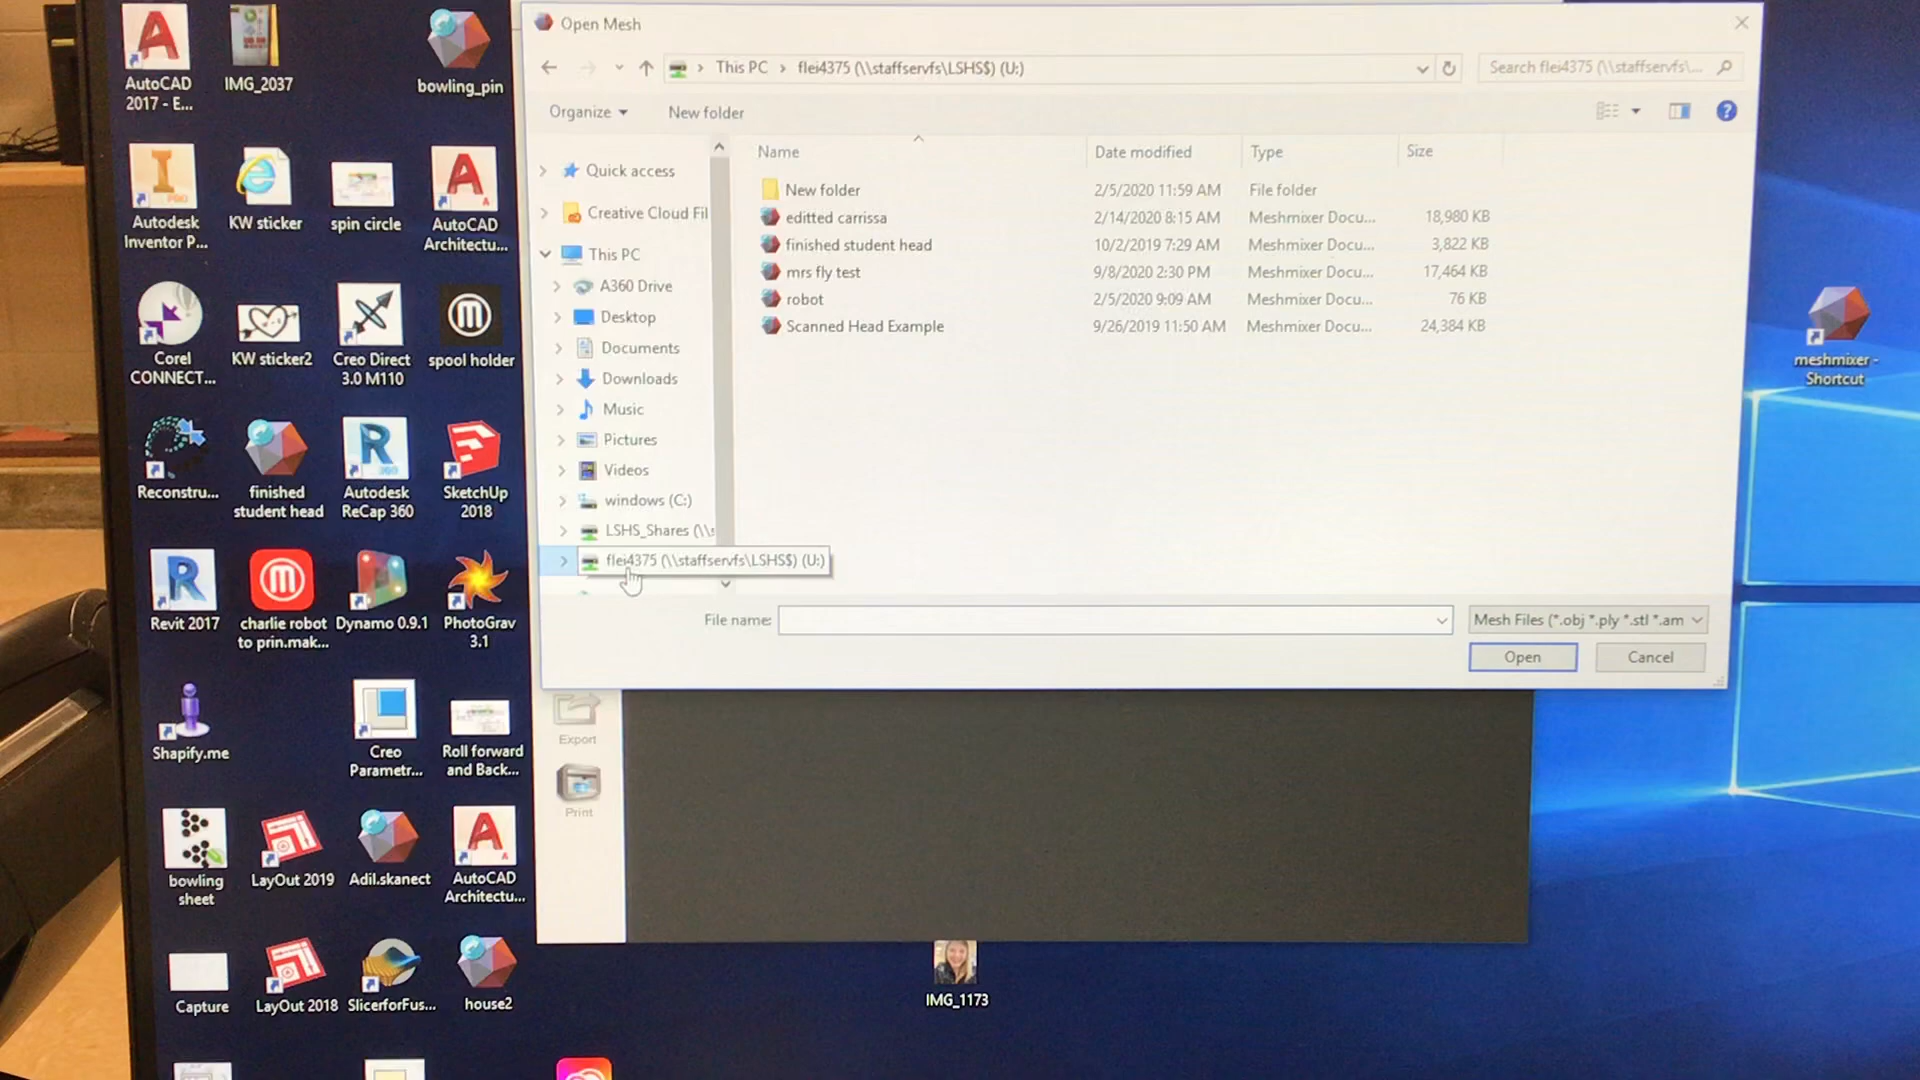 AutoCAD
2017 - E...
IMG_2037
bowling_pin
Autodesk
Inventor P...
KW sticker
spin circle
AutoCAD
Architectu...
Corel
CONNECT...
KW sticker2
Creo Direct
3.0 M110
spool holder
Reconstru...
finished
student head
Autodesk
ReCap 360
SketchUp
2018
Revit 2017
charlie robot
to prin.mak...
Dynamo 0.9.1
PhotoGrav
3.1
Shapify.me
Creo
Parametr...
Roll forward
and Back...
bowling
sheet
LayOut 2019
Adil.skanect
AutoCAD
Architectu...
Capture
LayOut 2018
SlicerforFus...
house2
Open Mesh
This PC > flei4375 (\\staffservfs\LSHS$) (U:)
Search flei4375 (\\staffservfs\...
Organize
New folder
Quick access
Creative Cloud Fil
This PC
A360 Drive
Desktop
Documents
Downloads
Music
Pictures
Videos
windows (C:)
LSHS_Shares (\\s
flei4375 (\\staffservfs\LSHS$) (U:)
Name Date modified Type Size
New folder 2/5/2020 11:59 AM File folder
editted carrissa 2/14/2020 8:15 AM Meshmixer Docu... 18,980 KB
finished student head 10/2/2019 7:29 AM Meshmixer Docu... 3,822 KB
mrs fly test 9/8/2020 2:30 PM Meshmixer Docu... 17,464 KB
robot 2/5/2020 9:09 AM Meshmixer Docu... 76 KB
Scanned Head Example 9/26/2019 11:50 AM Meshmixer Docu... 24,384 KB
File name:
Mesh Files (*.obj *.ply *.stl *.am
Open
Cancel
Export
Print
IMG_1173
meshmixer -
Shortcut